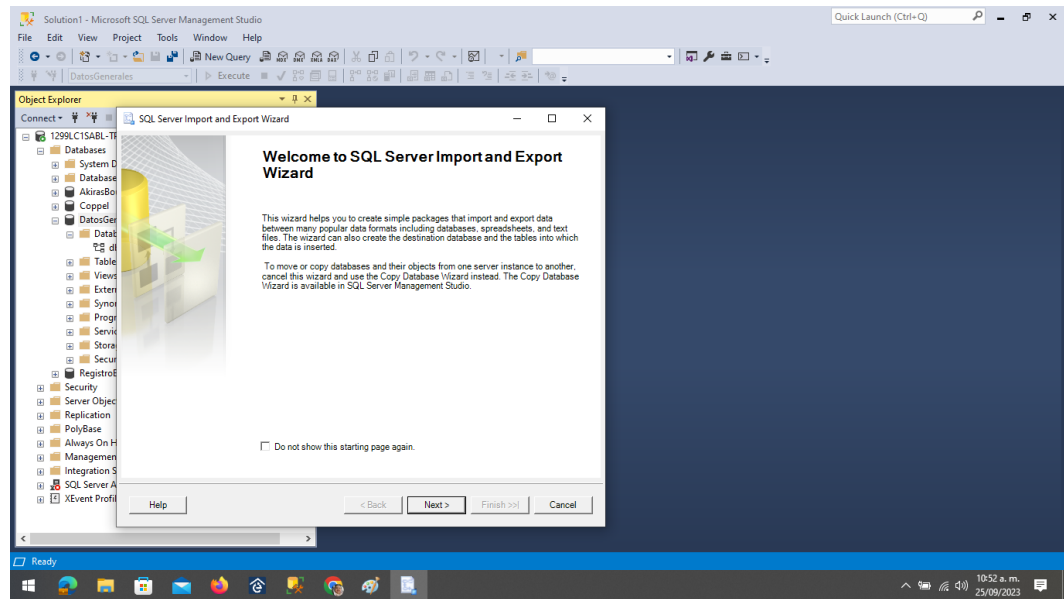 Solution1 - Microsoft SQL Server Management Studio
Quick Launch (Ctrl+Q)
File Edit View Project Tools Window Help
New Query
MDX DMX XMLA DAX
DatosGenerales
Execute
Object Explorer
Connect
1299LC1SABL-TP
Databases
System D
Database
AkirasBo
Coppel
DatosGer
Datab
Table
Views
Exter
Synor
Progr
Servic
Stora
Secur
RegistroE
Security
Server Objec
Replication
PolyBase
Always On H
Managemen
Integration S
SQL Server A
XEvent Profil
SQL Server Import and Export Wizard
Welcome to SQL Server Import and Export
Wizard
This wizard helps you to create simple packages that import and export data
between many popular data formats including databases, spreadsheets, and text
files. The wizard can also create the destination database and the tables into which
the data is inserted.
To move or copy databases and their objects from one server instance to another,
cancel this wizard and use the Copy Database Wizard instead. The Copy Database
Wizard is available in SQL Server Management Studio.
Do not show this starting page again.
Help < Back Next > Finish >>| Cancel
Ready
10:52 a. m.
25/09/2023